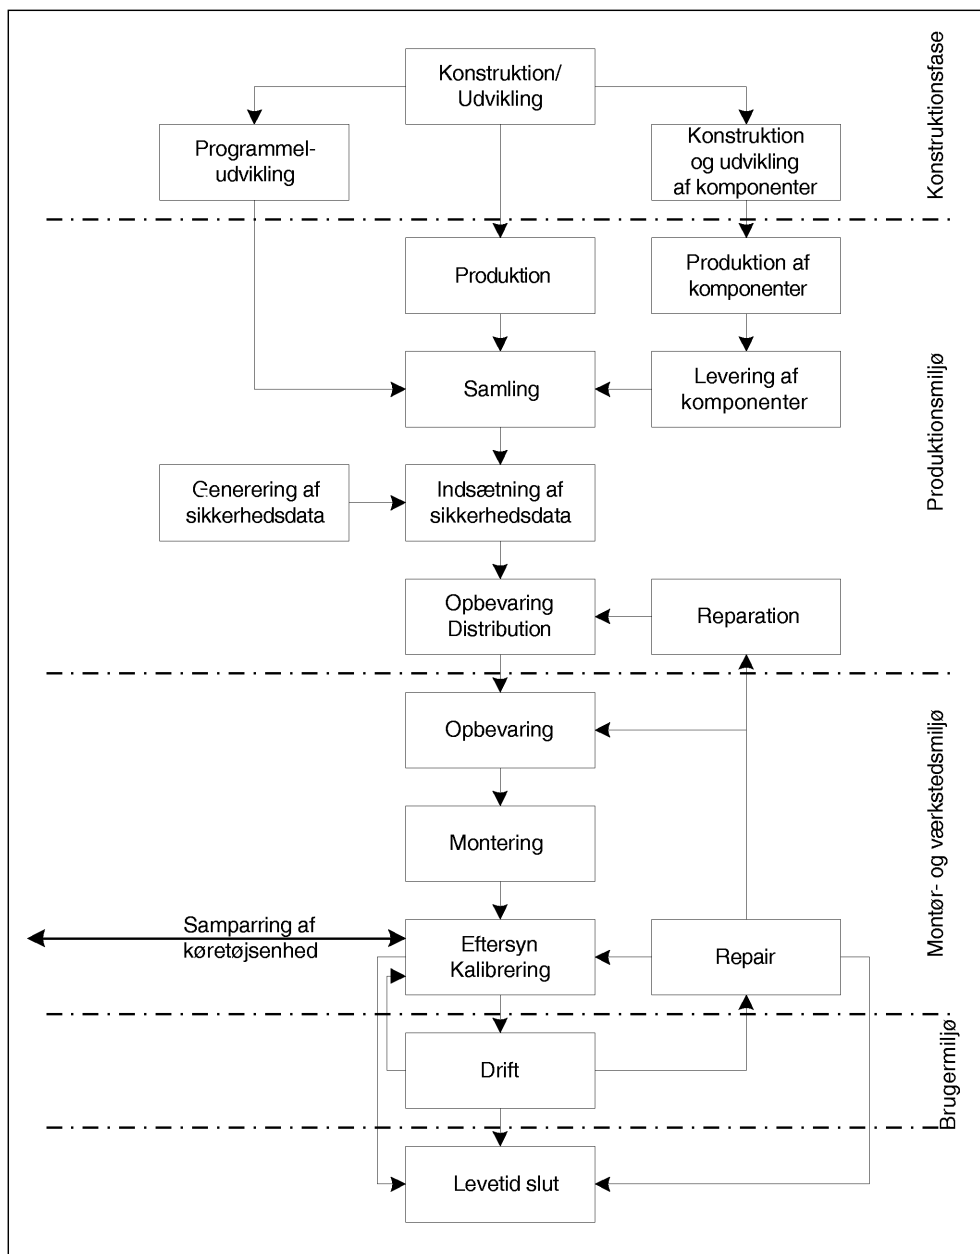 Konstruktion/
Udvikling
Programmel-
udvikling
Konstruktion
og udvikling
af komponenter
Konstruktionsfase
Produktion
Produktion af
komponenter
Samling
Levering af
komponenter
Produktionsmiljø
Generering af
sikkerhedsdata
Indsætning af
sikkerhedsdata
Opbevaring
Distribution
Reparation
Opbevaring
Montering
Montør- og værkstedsmiljø
Samparring af
køretøjsenhed
Eftersyn
Kalibrering
Repair
Drift
Brugermiljø
Levetid slut